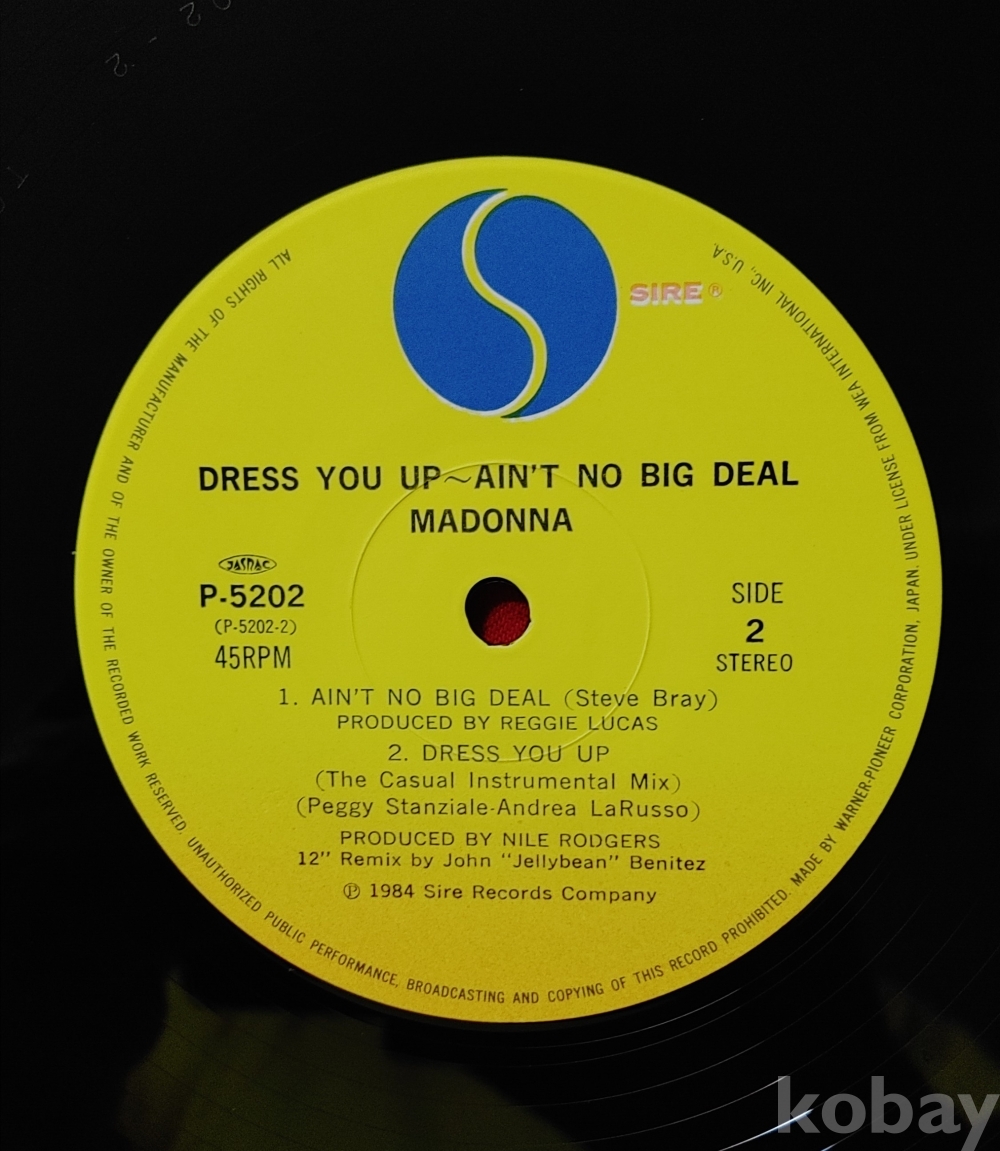 SIRE ®
DRESS YOU UP~AIN'T NO BIG DEAL
MADONNA
JASRAC
P-5202
(P-5202-2)
45RPM
SIDE
2
STEREO
1. AIN'T NO BIG DEAL (Steve Bray)
PRODUCED BY REGGIE LUCAS
2. DRESS YOU UP
(The Casual Instrumental Mix)
(Peggy Stanziale-Andrea LaRusso)
PRODUCED BY NILE RODGERS
12" Remix by John "Jellybean" Benitez
℗ 1984 Sire Records Company
ALL RIGHTS OF THE MANUFACTURER AND OF THE OWNER OF THE RECORDED WORK RESERVED. UNAUTHORIZED PUBLIC PERFORMANCE, BROADCASTING AND COPYING OF THIS RECORD PROHIBITED. MADE BY WARNER-PIONEER CORPORATION, JAPAN. UNDER LICENSE FROM WEA INTERNATIONAL INC., U.S.A.
kobay